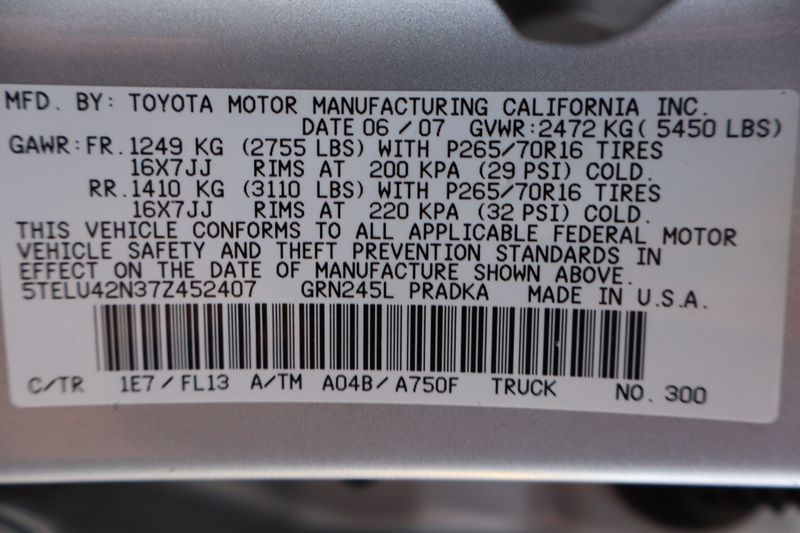 MFD. BY: TOYOTA MOTOR MANUFACTURING CALIFORNIA INC.
DATE 06/07 GVWR:2472 KG( 5450 LBS)
GAWR:FR.1249 KG (2755 LBS) WITH P265/70R16 TIRES
16X7JJ RIMS AT 200 KPA (29 PSI) COLD.
RR.1410 KG (3110 LBS) WITH P265/70R16 TIRES
16X7JJ RIMS AT 220 KPA (32 PSI) COLD.
THIS VEHICLE CONFORMS TO ALL APPLICABLE FEDERAL MOTOR
VEHICLE SAFETY AND THEFT PREVENTION STANDARDS IN
EFFECT ON THE DATE OF MANUFACTURE SHOWN ABOVE.
5TELU42N37Z452407 GRN245L PRADKA MADE IN U.S.A.
C/TR 1E7/FL13 A/TM A04B/A750F TRUCK NO. 300